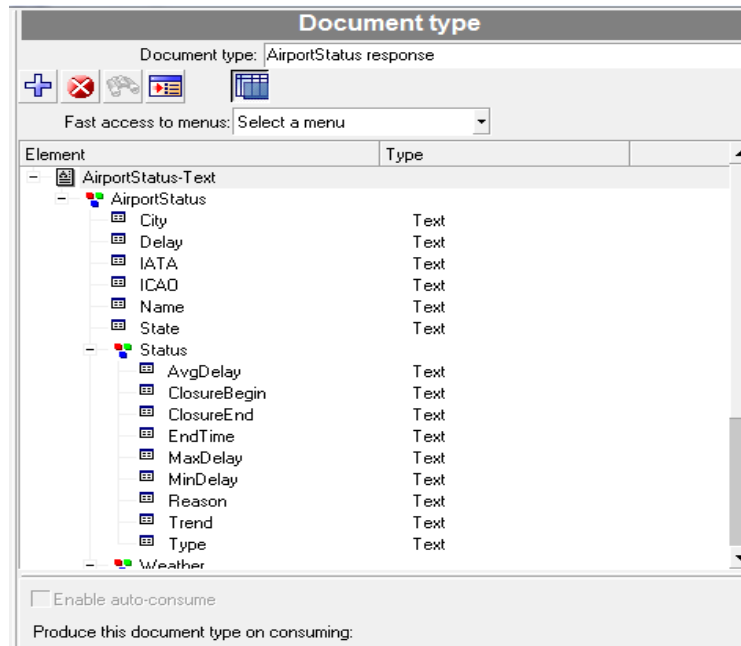 Document type
Document type: AirportStatus response
Fast access to menus: Select a menu
Element Type
AirportStatus-Text
AirportStatus
City Text
Delay Text
IATA Text
ICAO Text
Name Text
State Text
Status
AvgDelay Text
ClosureBegin Text
ClosureEnd Text
EndTime Text
MaxDelay Text
MinDelay Text
Reason Text
Trend Text
Type Text
Weather
Enable auto-consume
Produce this document type on consuming: